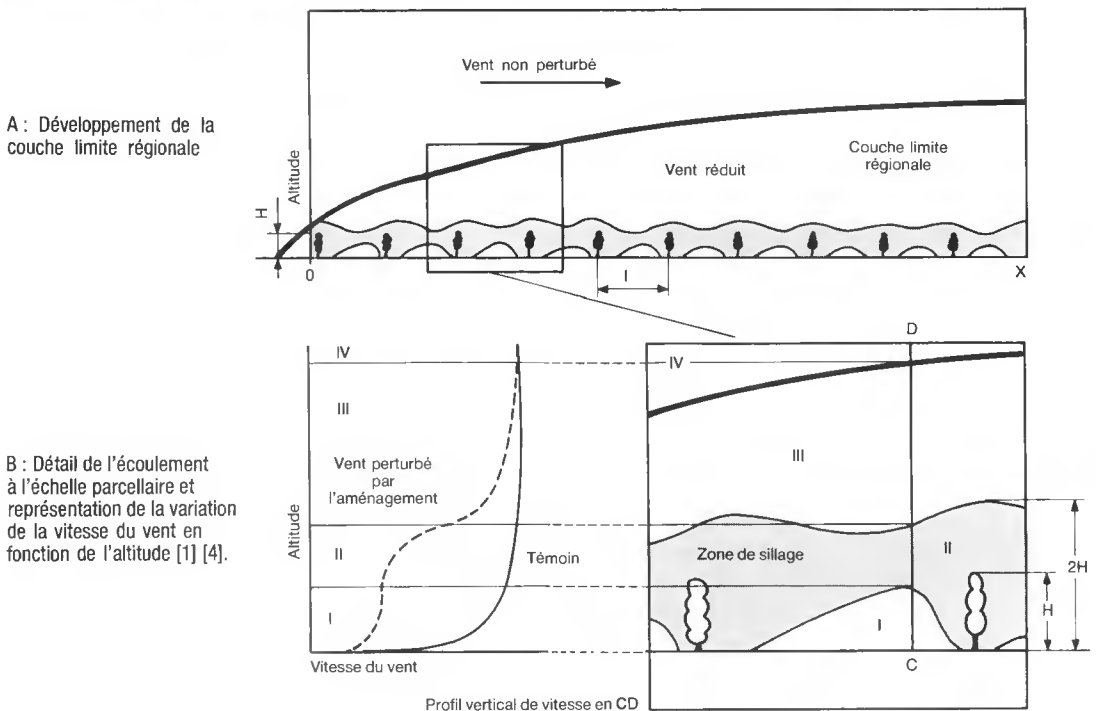 A : Développement de la
couche limite régionale
Vent non perturbé
Altitude
H
Vent réduit
Couche limite
régionale
0
l
X
B : Détail de l'écoulement
à l'échelle parcellaire et
représentation de la variation
de la vitesse du vent en
fonction de l'altitude [1] [4].
Altitude
IV
III
Vent perturbé
par
l'aménagement
II
Témoin
I
Vitesse du vent
D
IV
III
Zone de sillage
II
I
2H
H
C
Profil vertical de vitesse en CD